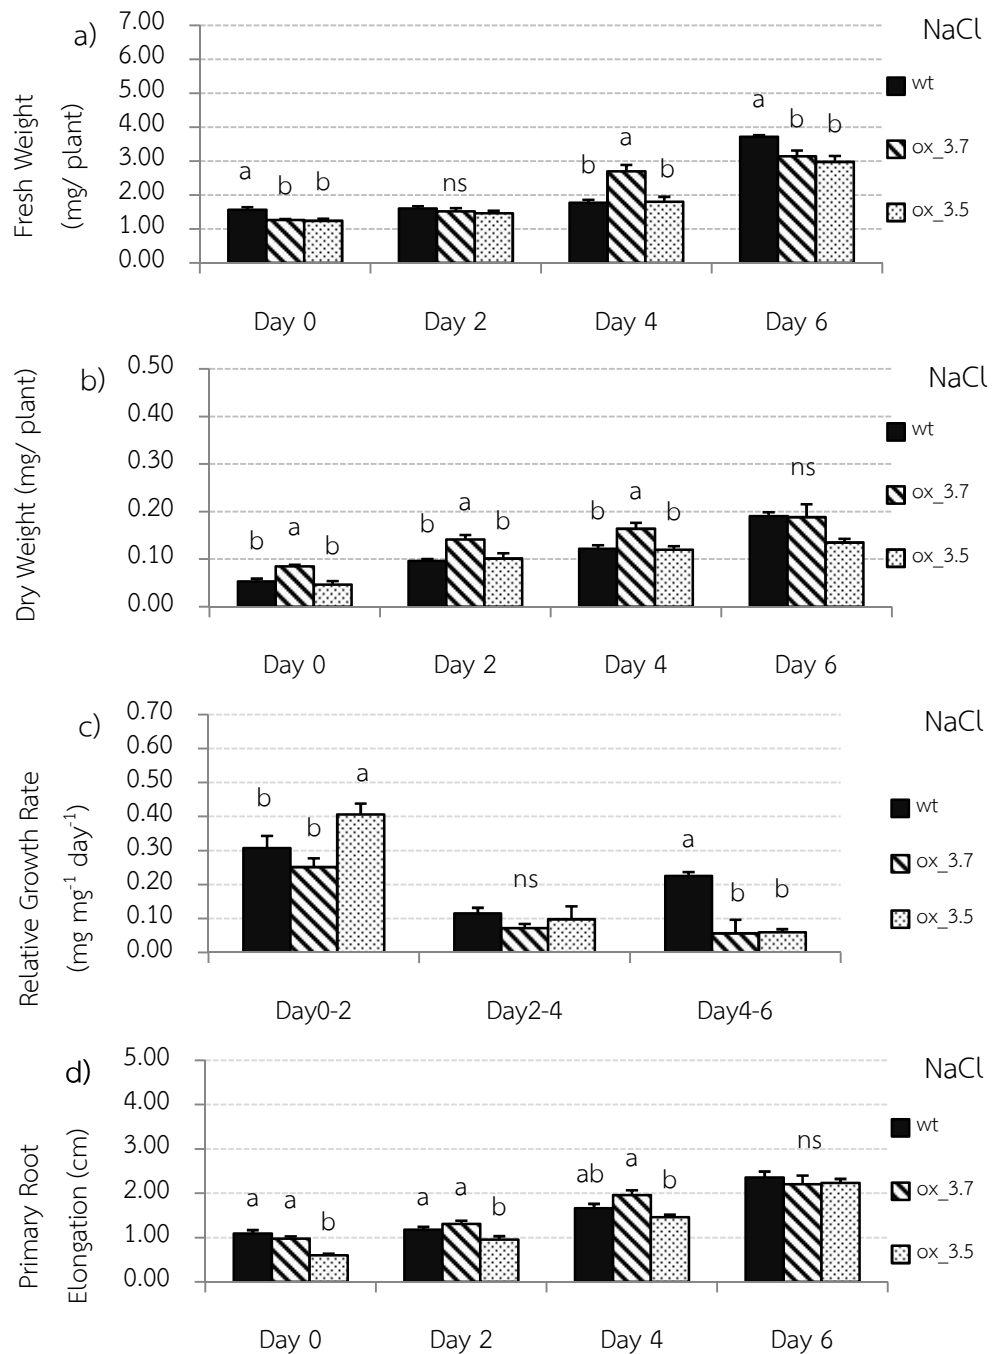 a)
NaCl
Fresh Weight
(mg/ plant)
7.00
6.00
5.00
4.00
3.00
2.00
1.00
0.00
a b b
ns
b a b
a b b
wt
ox_3.7
ox_3.5
Day 0 Day 2 Day 4 Day 6
b)
NaCl
Dry Weight (mg/ plant)
0.50
0.40
0.30
0.20
0.10
0.00
b a b
b a b
b a b
ns
wt
ox_3.7
ox_3.5
Day 0 Day 2 Day 4 Day 6
c)
NaCl
Relative Growth Rate
(mg mg⁻¹ day⁻¹)
0.70
0.60
0.50
0.40
0.30
0.20
0.10
0.00
b b a
ns
a b b
wt
ox_3.7
ox_3.5
Day0-2 Day2-4 Day4-6
d)
NaCl
Primary Root
Elongation (cm)
5.00
4.00
3.00
2.00
1.00
0.00
a a b
a a b
ab a b
ns
wt
ox_3.7
ox_3.5
Day 0 Day 2 Day 4 Day 6